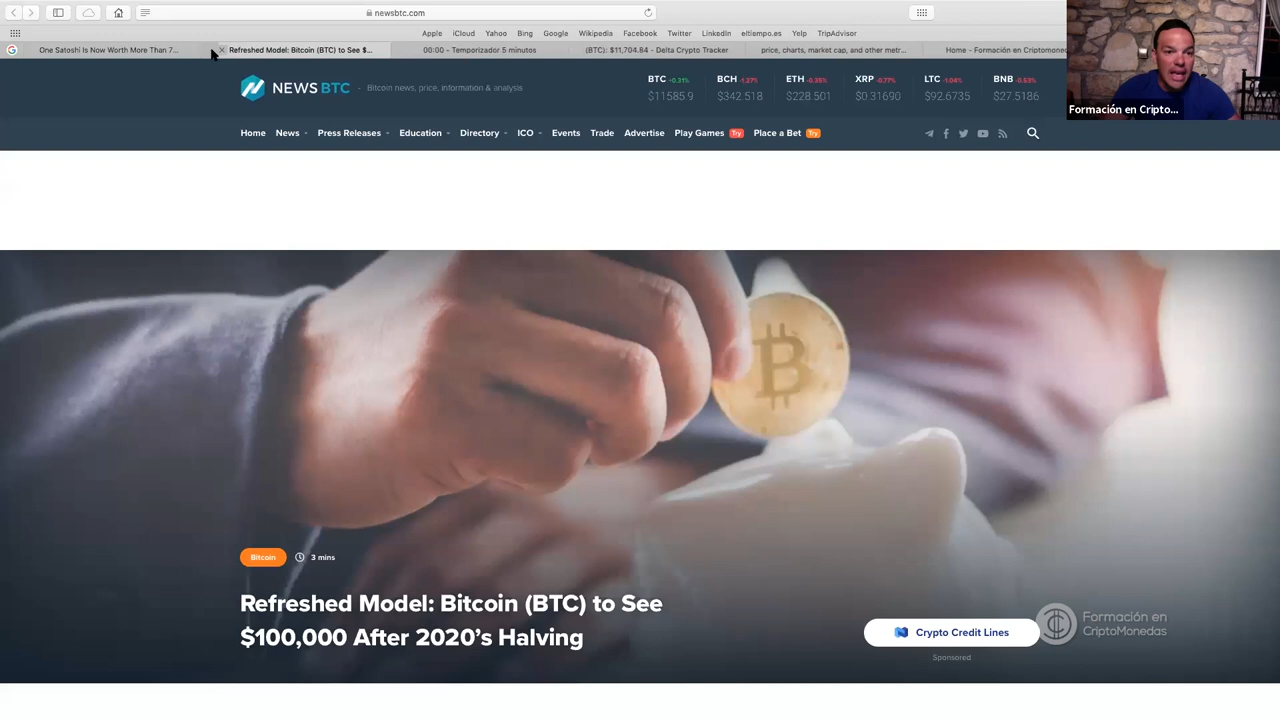 newsbtc.com
Apple iCloud Yahoo Bing Google Wikipedia Facebook Twitter LinkedIn eltiempo.es Yelp TripAdvisor
One Satoshi Is Now Worth More Than 7...
Refreshed Model: Bitcoin (BTC) to See $...
00:00 - Temporizador 5 minutos
(BTC): $11,704.84 - Delta Crypto Tracker
price, charts, market cap, and other metr...
Home - Formación en Criptomoned
Formación en Cripto...
NEWSBTC - Bitcoin news, price, information & analysis
BTC +0.31% BCH -1.27% ETH -0.35% XRP -0.77% LTC -1.04% BNB -0.53%
$11585.9 $342.518 $228.501 $0.31690 $92.6735 $27.5186
Home News Press Releases Education Directory ICO Events Trade Advertise Play Games Try Place a Bet Try
Bitcoin 3 mins
Refreshed Model: Bitcoin (BTC) to See
$100,000 After 2020's Halving
Crypto Credit Lines
Sponsored
Formación en
CriptoMonedas